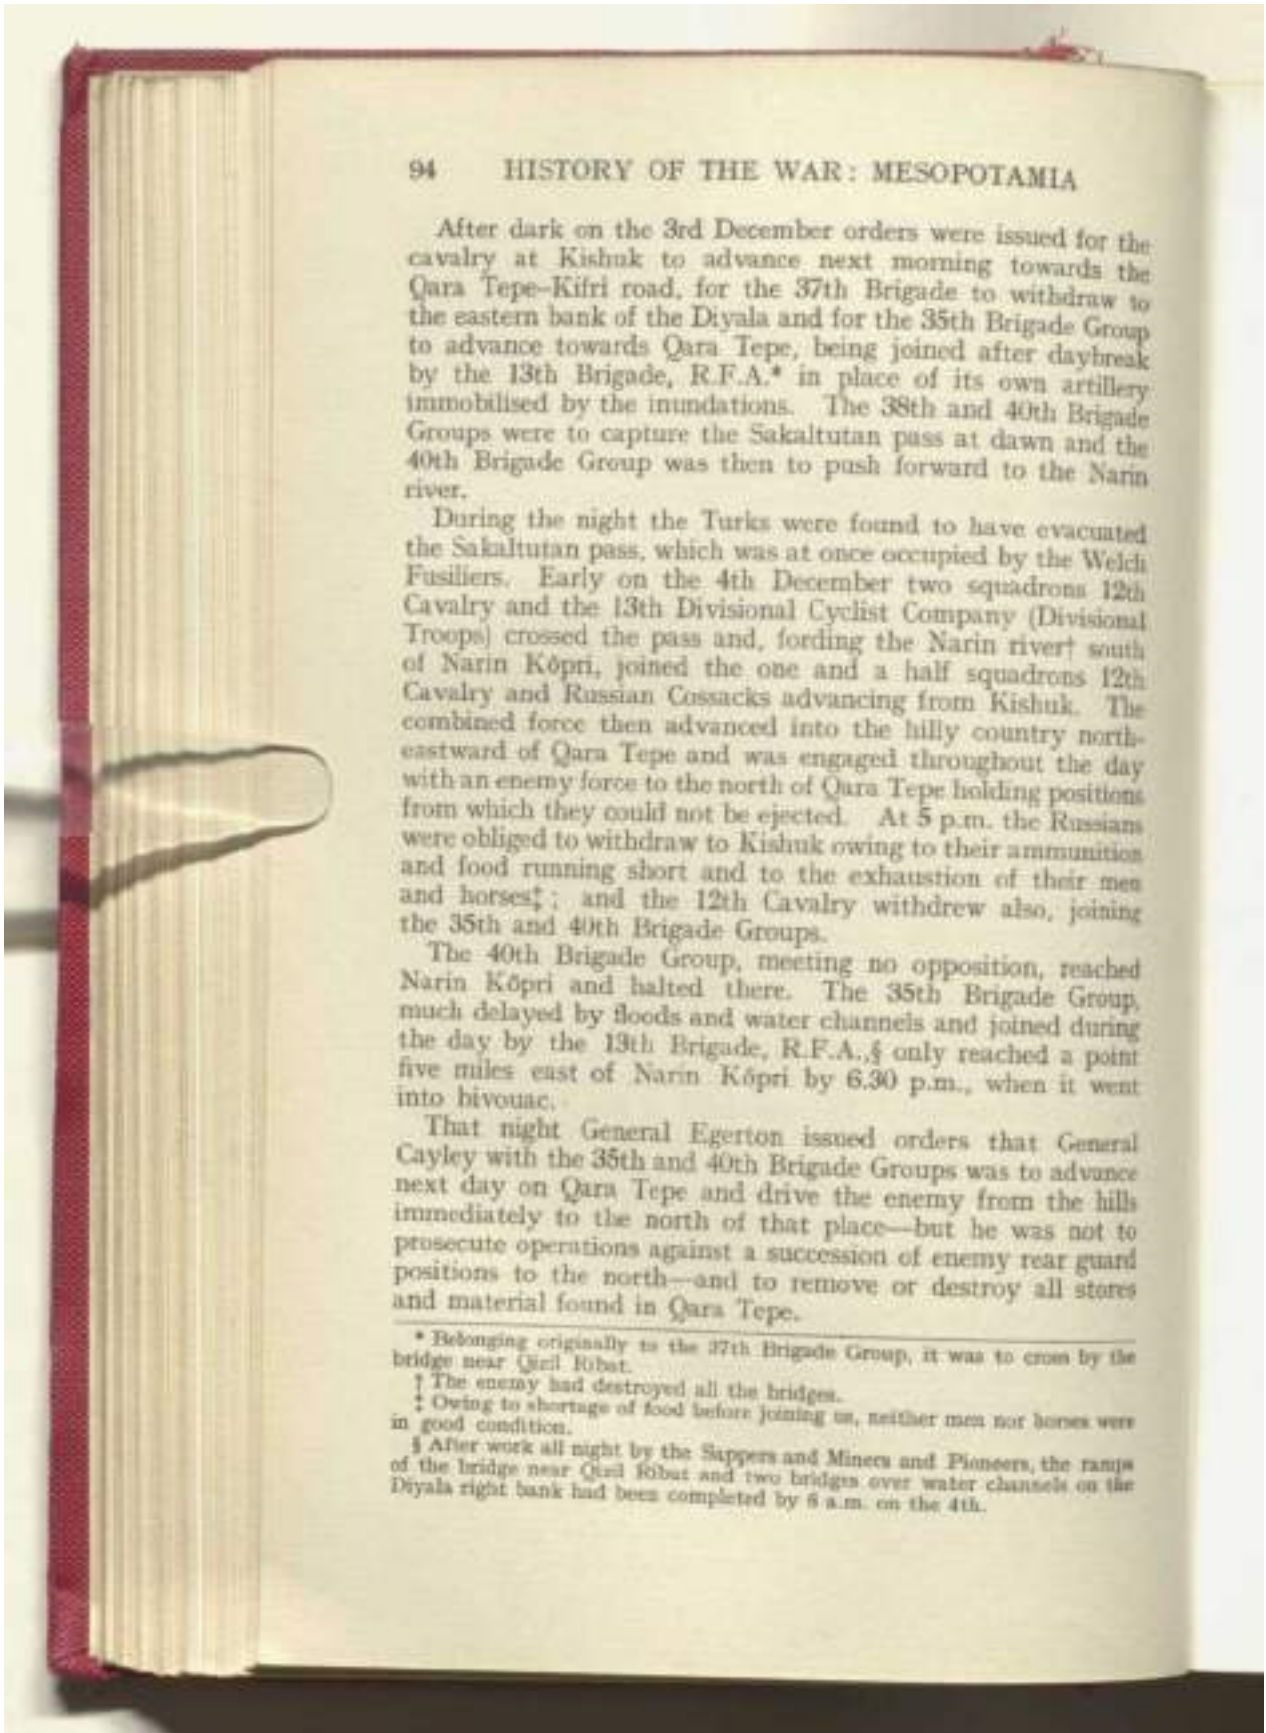 94 HISTORY OF THE WAR: MESOPOTAMIA
After dark on the 3rd December orders were issued for the
cavalry at Kishuk to advance next morning towards the
Qara Tepe–Kifri road, for the 37th Brigade to withdraw to
the eastern bank of the Diyala and for the 35th Brigade Group
to advance towards Qara Tepe, being joined after daybreak
by the 13th Brigade, R.F.A.* in place of its own artillery
immobilised by the inundations. The 38th and 40th Brigade
Groups were to capture the Sakaltutan pass at dawn and the
40th Brigade Group was then to push forward to the Narin
river.
During the night the Turks were found to have evacuated
the Sakaltutan pass, which was at once occupied by the Welch
Fusiliers. Early on the 4th December two squadrons 12th
Cavalry and the 13th Divisional Cyclist Company (Divisional
Troops) crossed the pass and, fording the Narin river† south
of Narin Köpri, joined the one and a half squadrons 12th
Cavalry and Russian Cossacks advancing from Kishuk. The
combined force then advanced into the hilly country north-
eastward of Qara Tepe and was engaged throughout the day
with an enemy force to the north of Qara Tepe holding positions
from which they could not be ejected. At 5 p.m. the Russians
were obliged to withdraw to Kishuk owing to their ammunition
and food running short and to the exhaustion of their men
and horses‡; and the 12th Cavalry withdrew also, joining
the 35th and 40th Brigade Groups.
The 40th Brigade Group, meeting no opposition, reached
Narin Köpri and halted there. The 35th Brigade Group,
much delayed by floods and water channels and joined during
the day by the 13th Brigade, R.F.A.,§ only reached a point
five miles east of Narin Köpri by 6.30 p.m., when it went
into bivouac.
That night General Egerton issued orders that General
Cayley with the 35th and 40th Brigade Groups was to advance
next day on Qara Tepe and drive the enemy from the hills
immediately to the north of that place—but he was not to
prosecute operations against a succession of enemy rear guard
positions to the north—and to remove or destroy all stores
and material found in Qara Tepe.
* Belonging originally to the 37th Brigade Group, it was to cross by the
bridge near Qizil Ribat.
† The enemy had destroyed all the bridges.
‡ Owing to shortage of food before joining us, neither men nor horses were
in good condition.
§ After work all night by the Sappers and Miners and Pioneers, the ramps
of the bridge near Qizil Ribat and two bridges over water channels on the
Diyala right bank had been completed by 6 a.m. on the 4th.